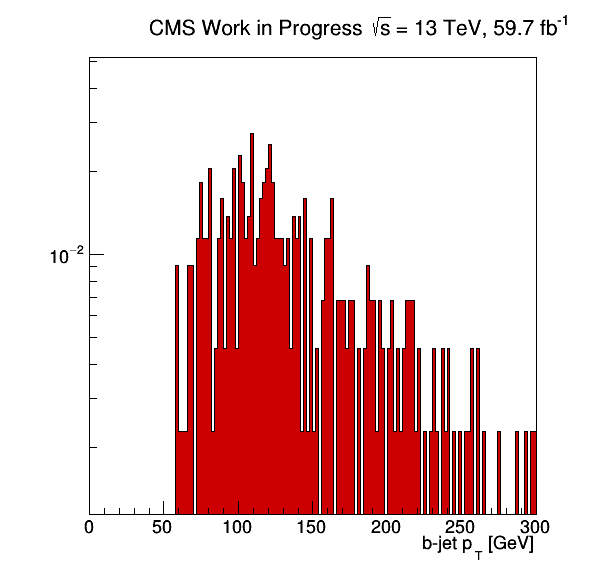 CMS Work in Progress √s = 13 TeV, 59.7 fb⁻¹
10⁻²
0 50 100 150 200 250 300
b-jet p_T [GeV]